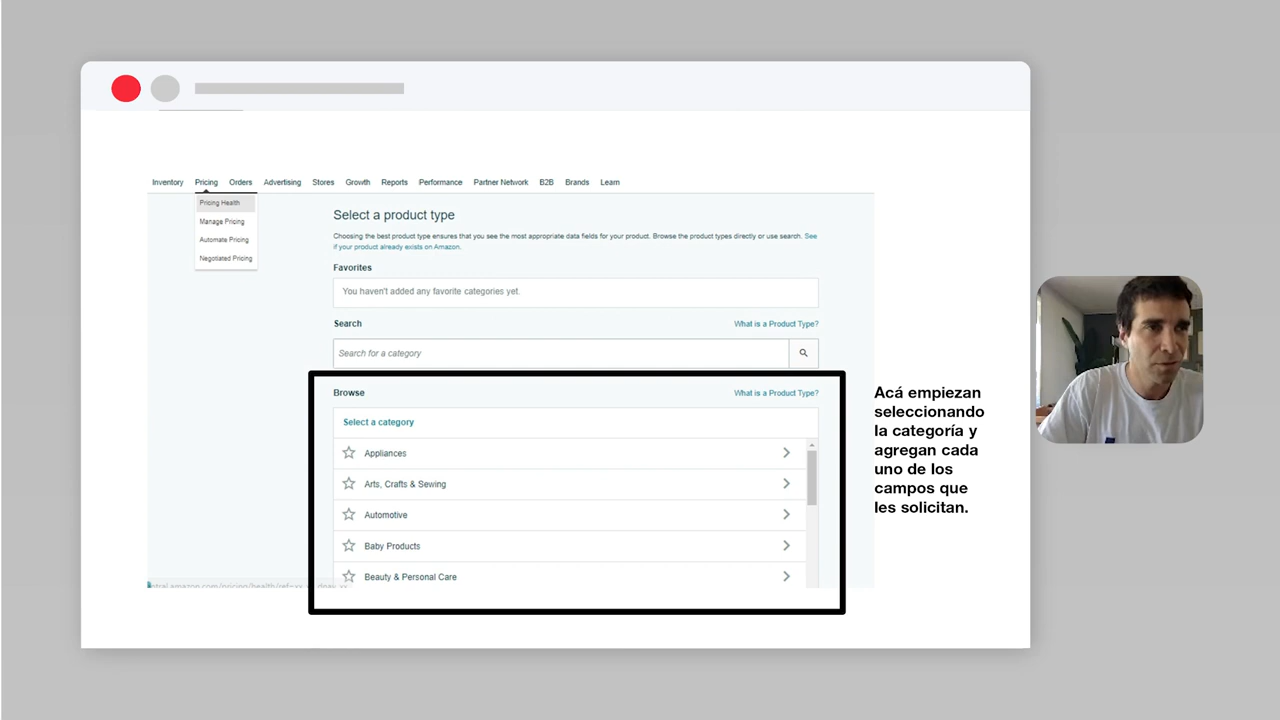 Inventory Pricing Orders Advertising Stores Growth Reports Performance Partner Network B2B Brands Learn
Pricing Health
Manage Pricing
Automate Pricing
Negotiated Pricing
Select a product type
Choosing the best product type ensures that you see the most appropriate data fields for your product. Browse the product types directly or use search. See
if your product already exists on Amazon.
Favorites
You haven't added any favorite categories yet.
Search What is a Product Type?
Search for a category
Browse What is a Product Type?
Select a category
Appliances
Arts, Crafts & Sewing
Automotive
Baby Products
Beauty & Personal Care
Acá empiezan
seleccionando
la categoría y
agregan cada
uno de los
campos que
les solicitan.